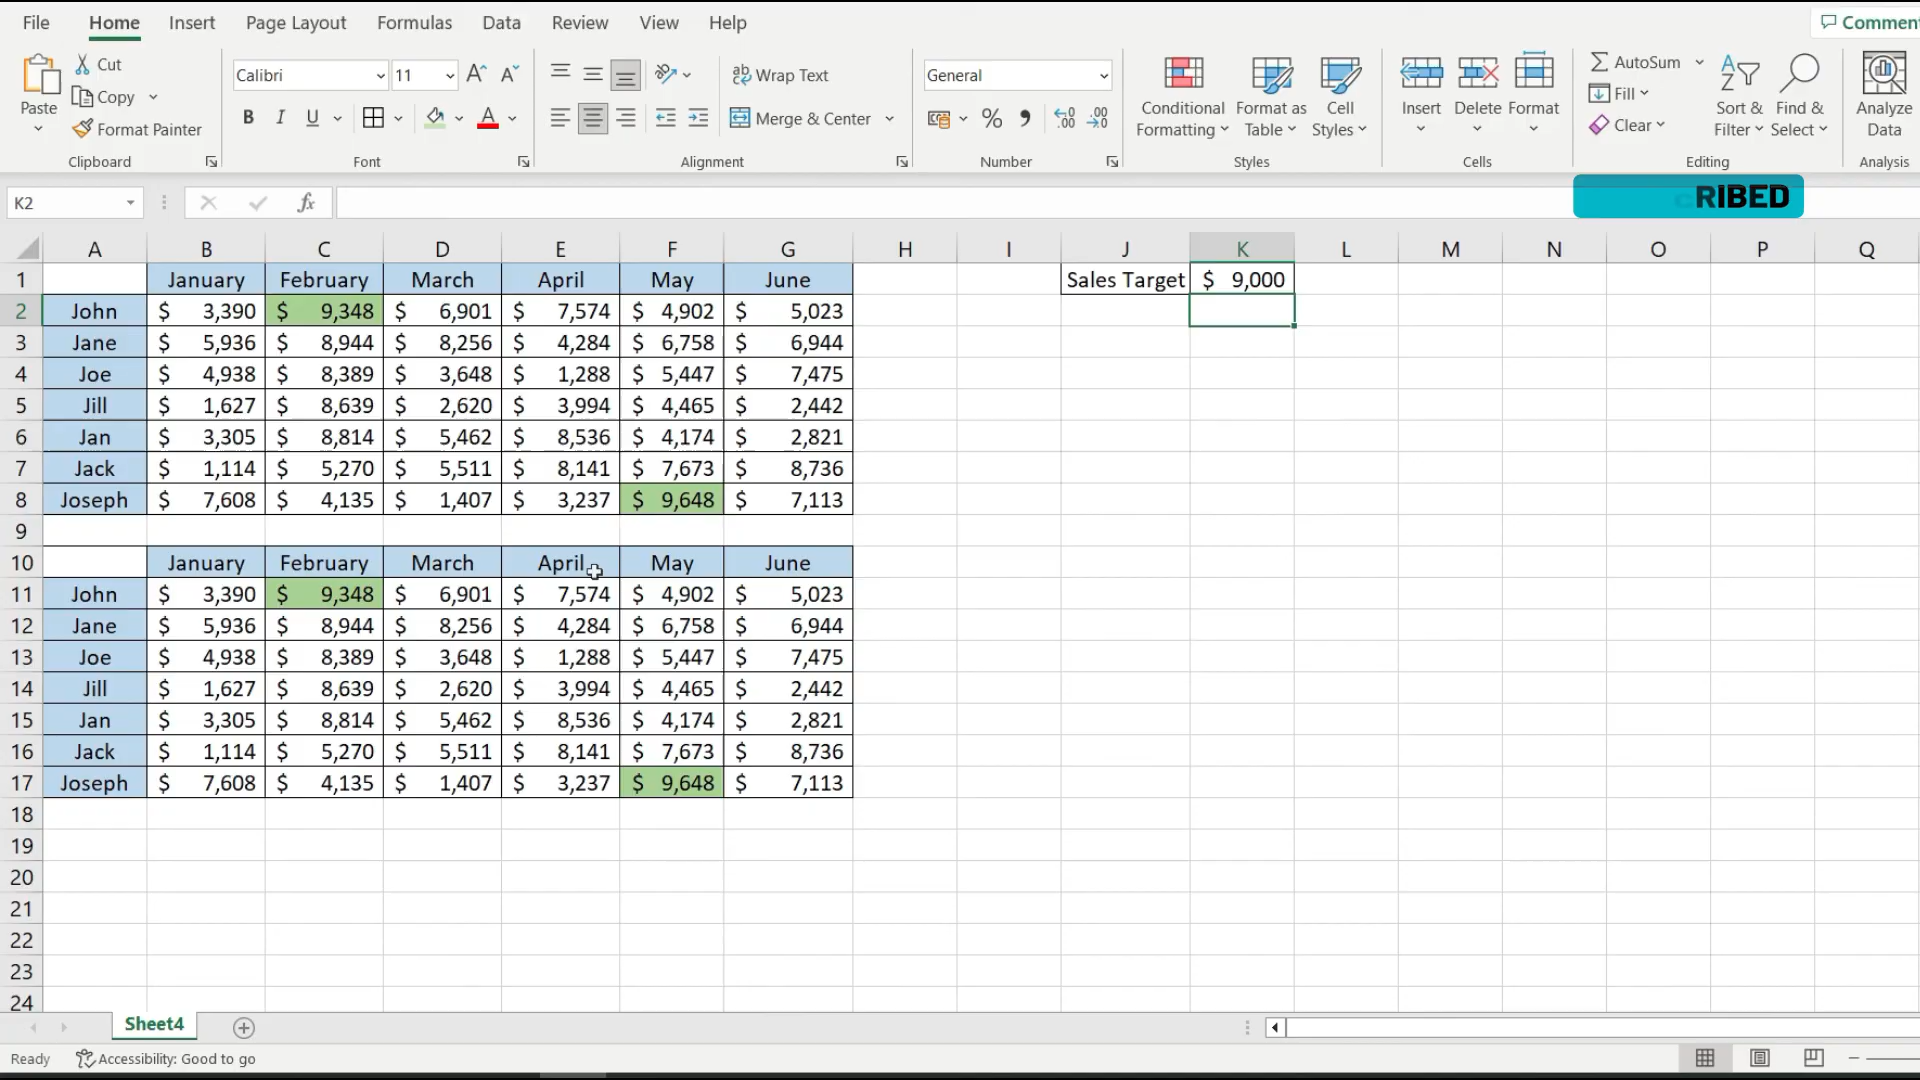 File Home Insert Page Layout Formulas Data Review View Help
Paste
Cut
Copy
Format Painter
Clipboard
Calibri 11
B I U
Font
Wrap Text
Merge & Center
Alignment
General
Number
Conditional Formatting
Format as Table
Cell Styles
Styles
Insert Delete Format
Cells
AutoSum
Fill
Clear
Sort & Filter
Find & Select
Editing
Analyze Data
Analysis
K2 fx
RIBED
A B C D E F G H I J K L M N O P Q
1 January February March April May June Sales Target $ 9,000
2 John $ 3,390 $ 9,348 $ 6,901 $ 7,574 $ 4,902 $ 5,023
3 Jane $ 5,936 $ 8,944 $ 8,256 $ 4,284 $ 6,758 $ 6,944
4 Joe $ 4,938 $ 8,389 $ 3,648 $ 1,288 $ 5,447 $ 7,475
5 Jill $ 1,627 $ 8,639 $ 2,620 $ 3,994 $ 4,465 $ 2,442
6 Jan $ 3,305 $ 8,814 $ 5,462 $ 8,536 $ 4,174 $ 2,821
7 Jack $ 1,114 $ 5,270 $ 5,511 $ 8,141 $ 7,673 $ 8,736
8 Joseph $ 7,608 $ 4,135 $ 1,407 $ 3,237 $ 9,648 $ 7,113
9
10 January February March April May June
11 John $ 3,390 $ 9,348 $ 6,901 $ 7,574 $ 4,902 $ 5,023
12 Jane $ 5,936 $ 8,944 $ 8,256 $ 4,284 $ 6,758 $ 6,944
13 Joe $ 4,938 $ 8,389 $ 3,648 $ 1,288 $ 5,447 $ 7,475
14 Jill $ 1,627 $ 8,639 $ 2,620 $ 3,994 $ 4,465 $ 2,442
15 Jan $ 3,305 $ 8,814 $ 5,462 $ 8,536 $ 4,174 $ 2,821
16 Jack $ 1,114 $ 5,270 $ 5,511 $ 8,141 $ 7,673 $ 8,736
17 Joseph $ 7,608 $ 4,135 $ 1,407 $ 3,237 $ 9,648 $ 7,113
18
19
20
21
22
23
24
Sheet4
Ready Accessibility: Good to go